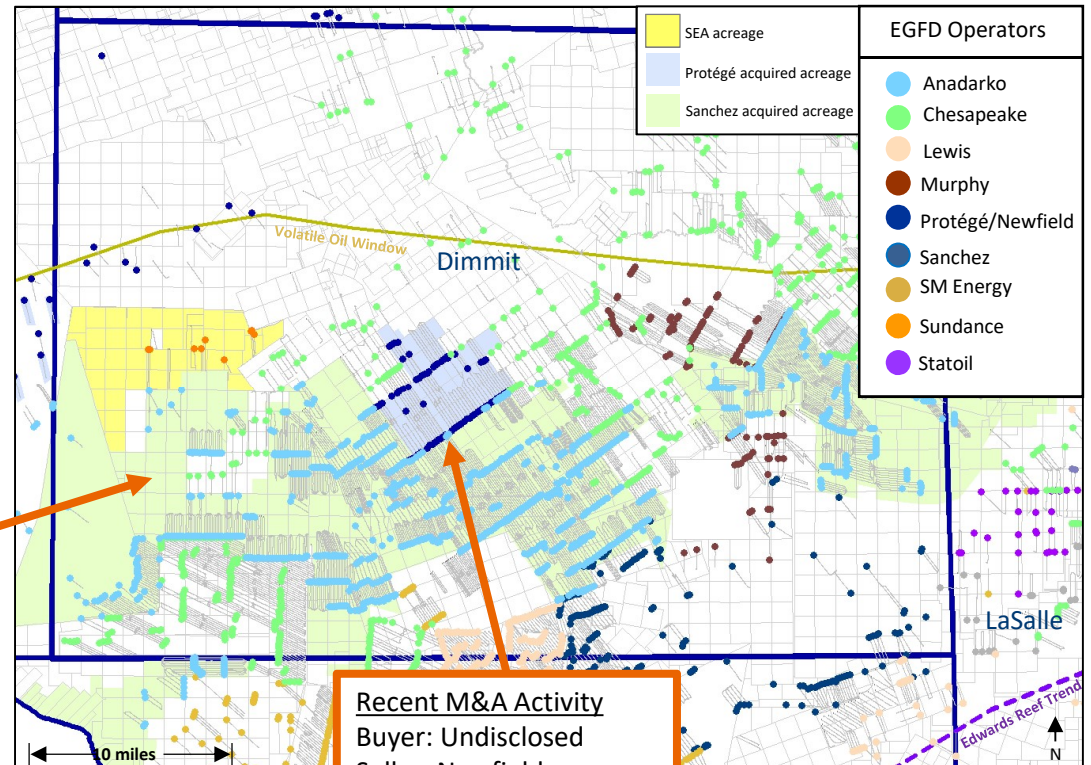 SEA acreage
Protégé acquired acreage
Sanchez acquired acreage
EGFD Operators
Anadarko
Chesapeake
Lewis
Murphy
Protégé/Newfield
Sanchez
SM Energy
Sundance
Statoil
Volatile Oil Window
Dimmit
LaSalle
Edwards Reef Trend
Recent M&A Activity
Buyer: Undisclosed
10 miles
N